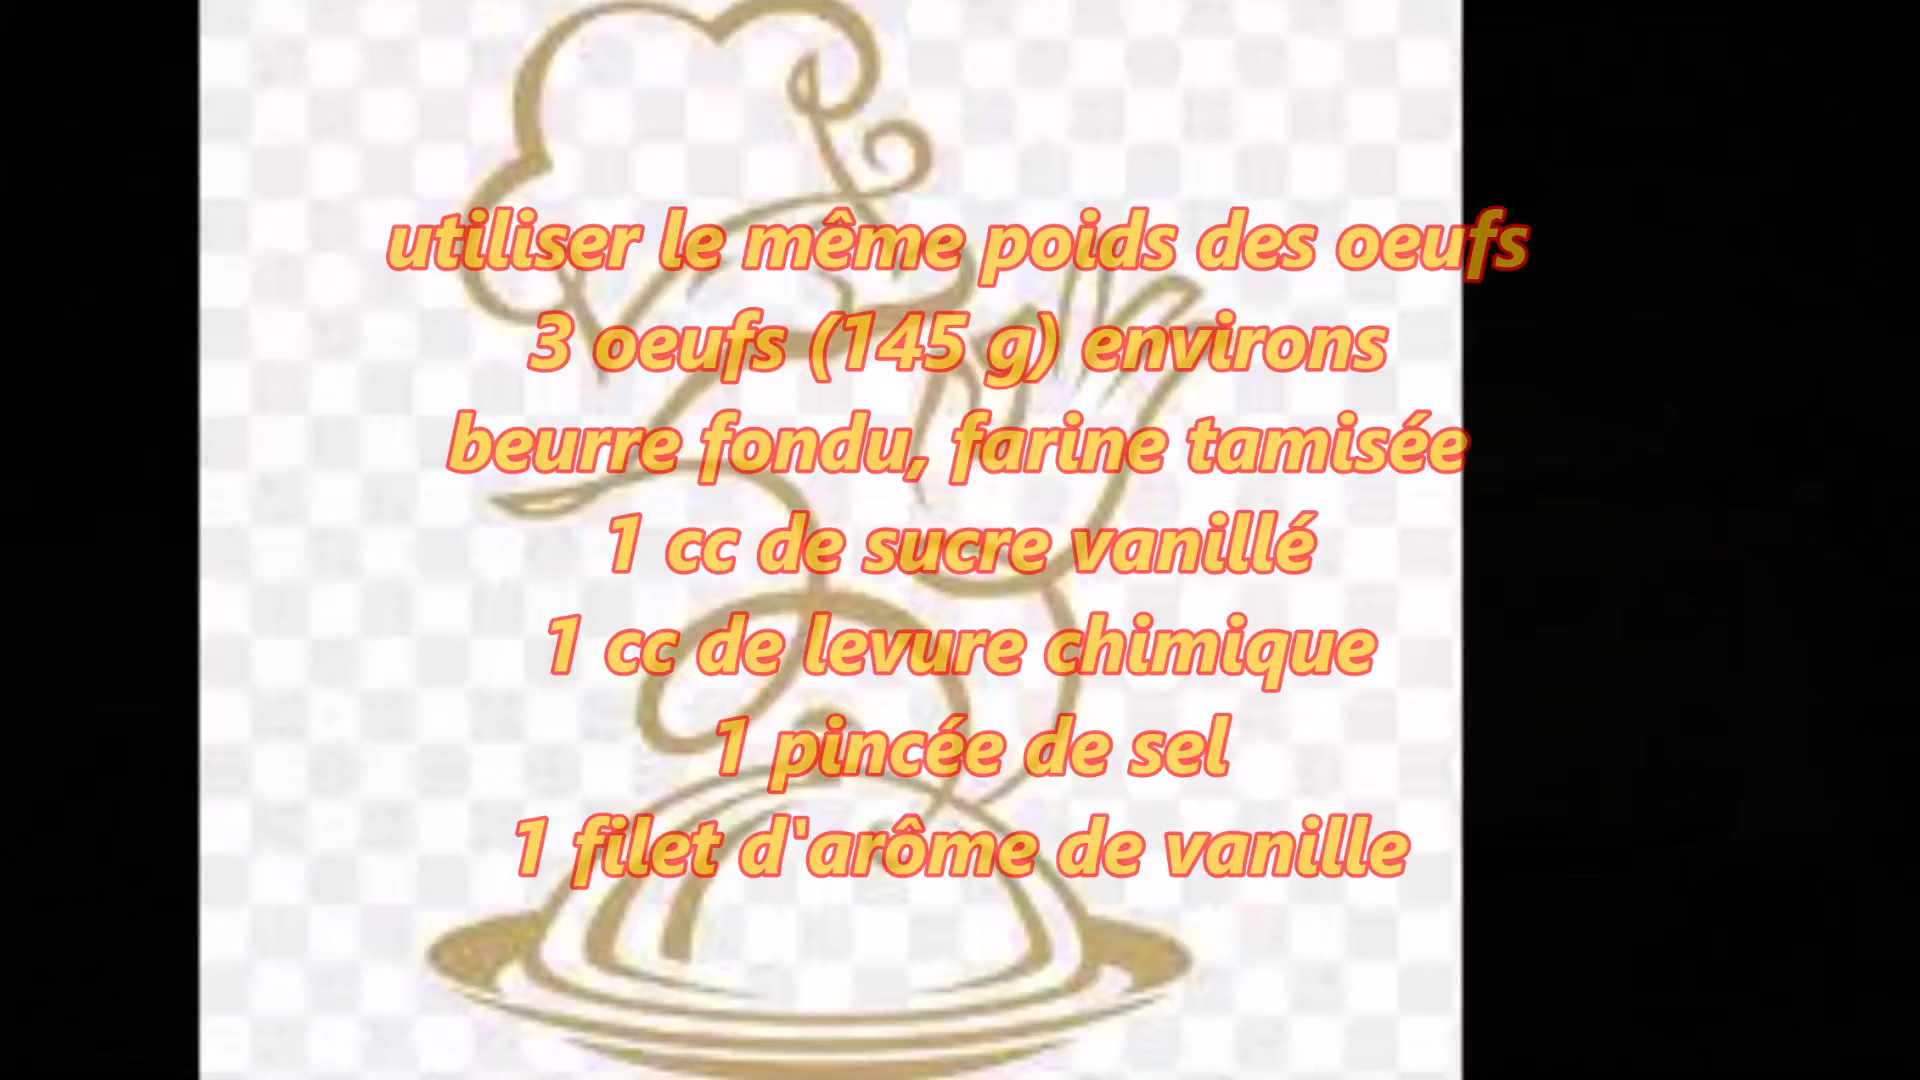 utiliser le même poids des oeufs
3 oeufs (145 g) environs
beurre fondu, farine tamisée
1 cc de sucre vanillé
1 cc de levure chimique
1 pincée de sel
1 filet d'arôme de vanille